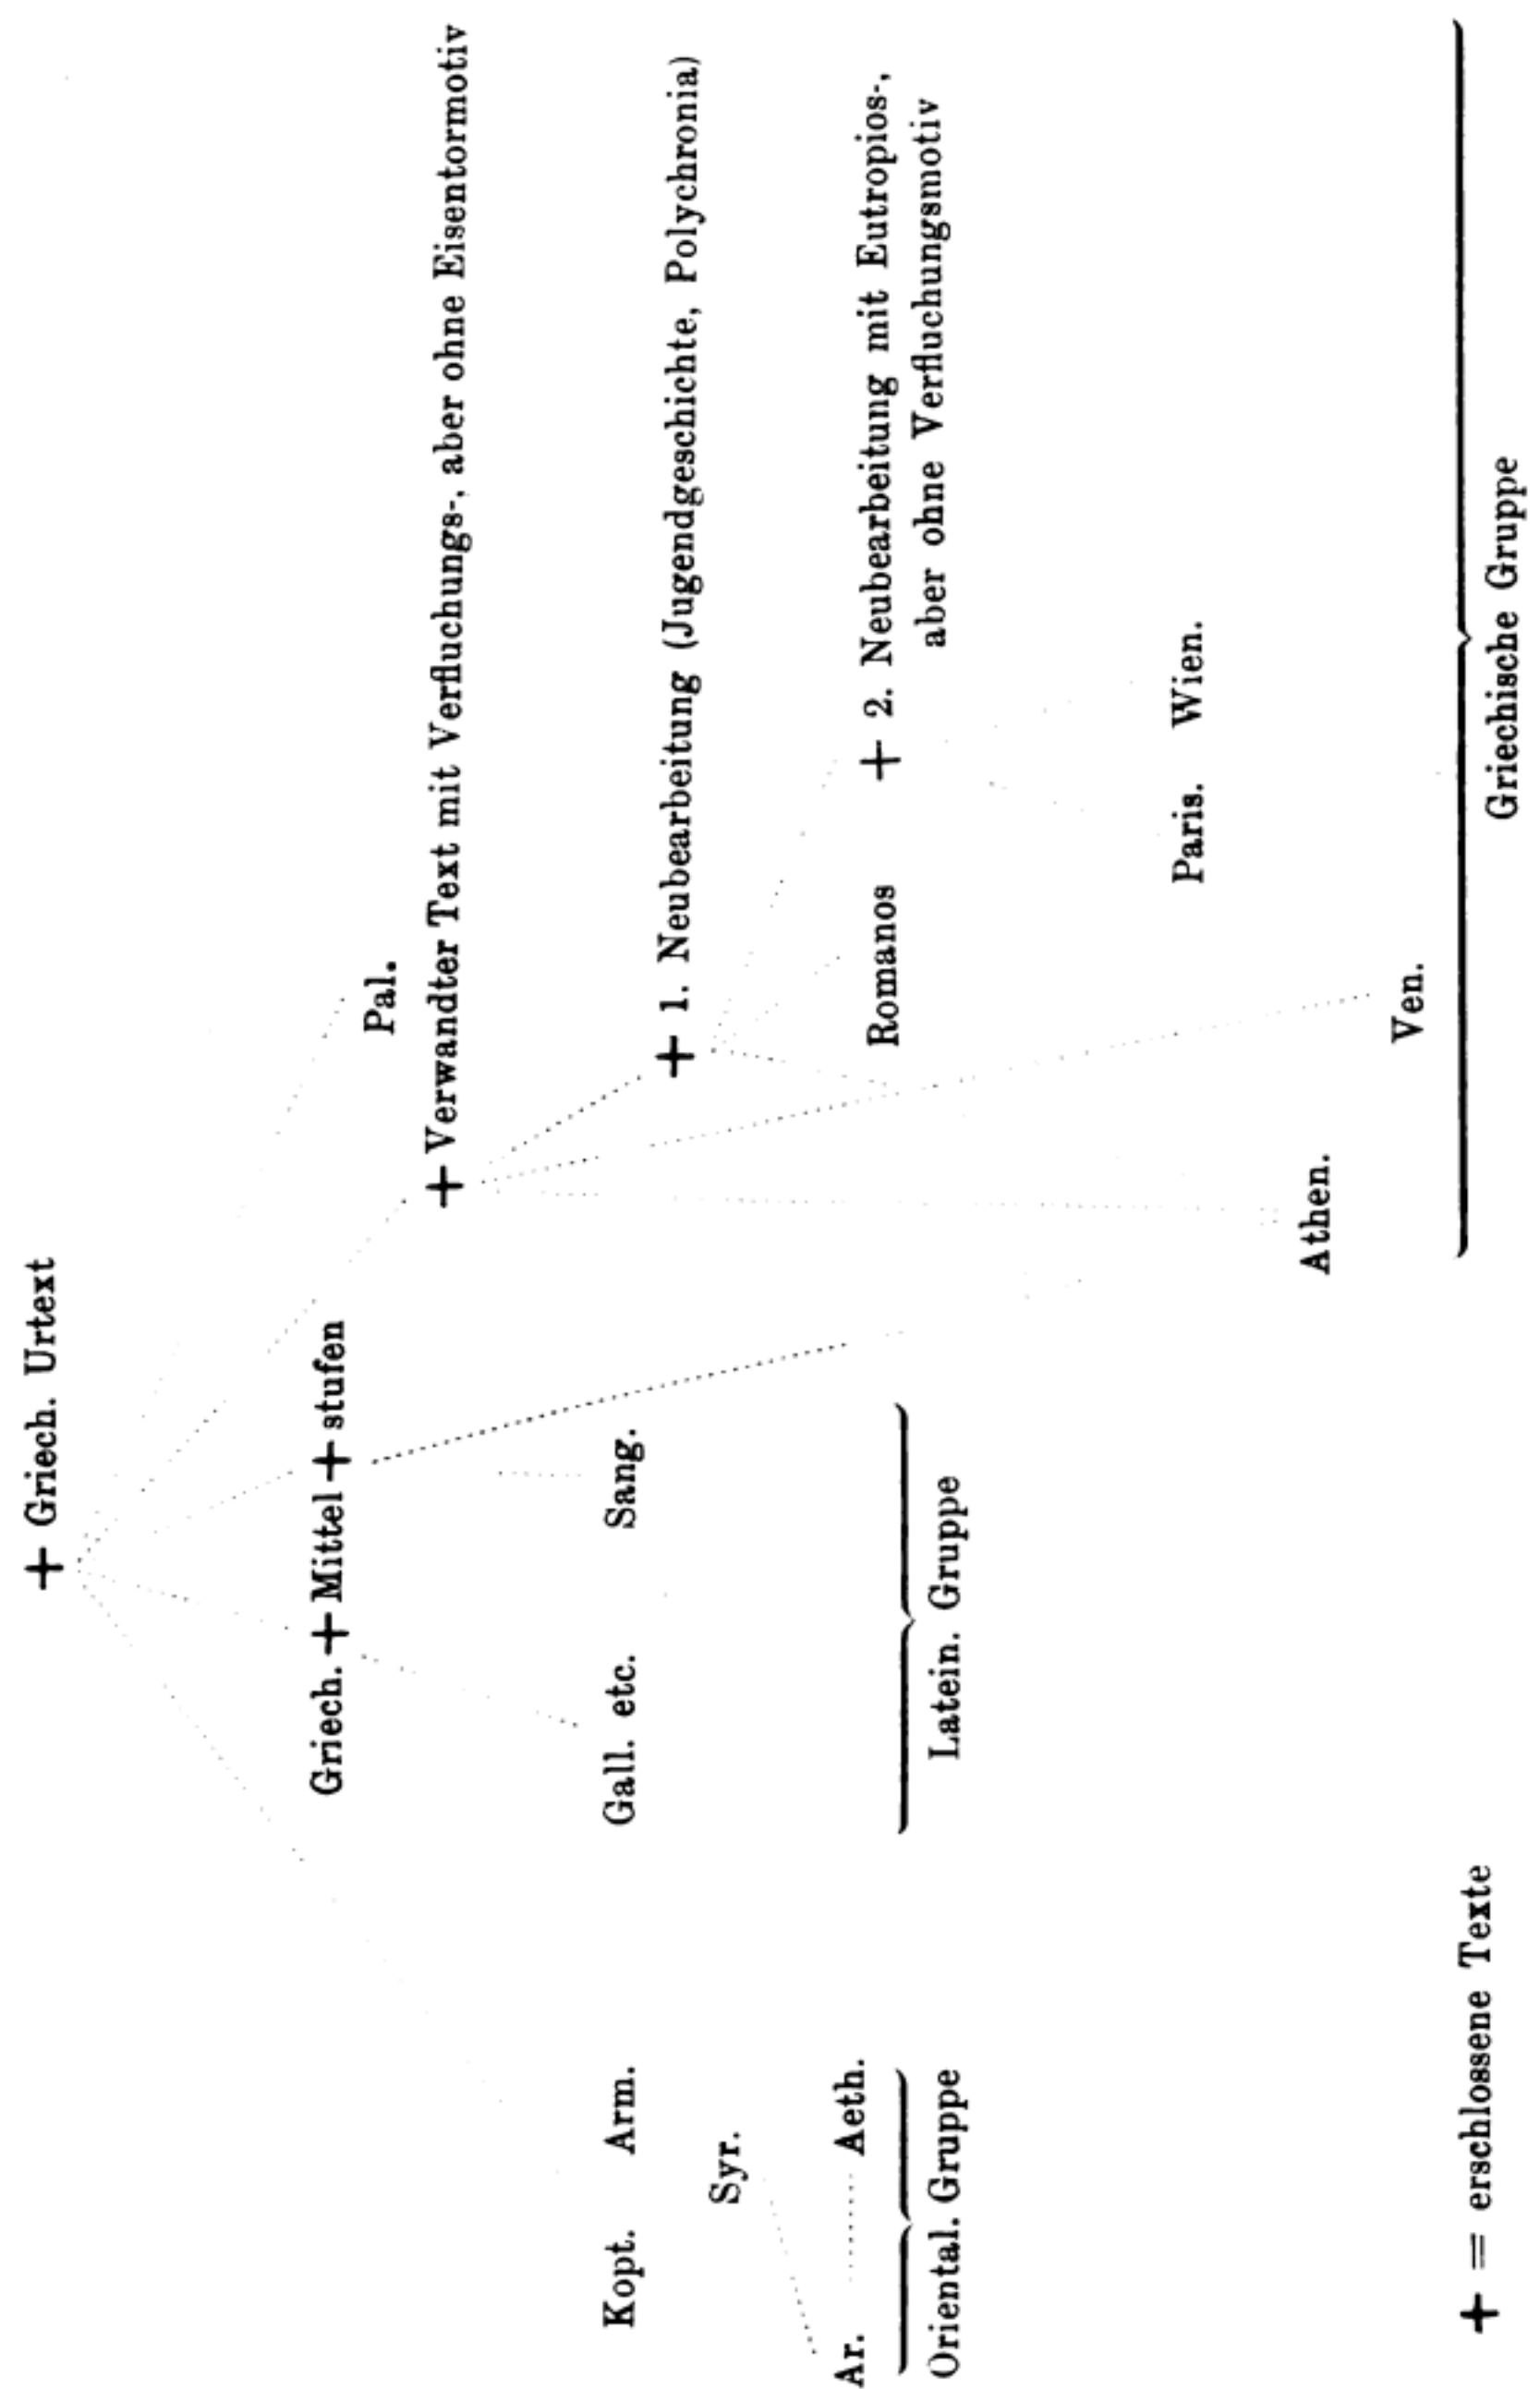 + Griech. Urtext
Griech. + Mittel + stufen
Pal.
+ Verwandter Text mit Verfluchungs-, aber ohne Eisentormotiv
Kopt. Arm.
Gall. etc. Sang.
+ 1. Neubearbeitung (Jugendgeschichte, Polychronia)
Syr.
Ar. Aeth.
Romanos
+ 2. Neubearbeitung mit Eutropios-,
aber ohne Verfluchungsmotiv
Oriental. Gruppe
Latein. Gruppe
Paris. Wien.
Athen.
Ven.
+ = erschlossene Texte
Griechische Gruppe